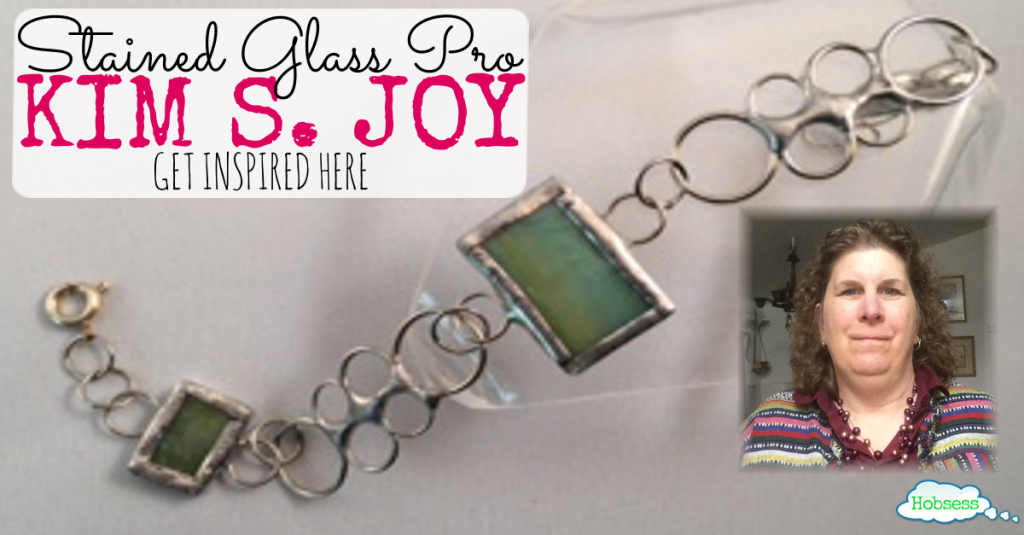 Stained Glass Pro
KIM S. JOY
GET INSPIRED HERE
Hobsess